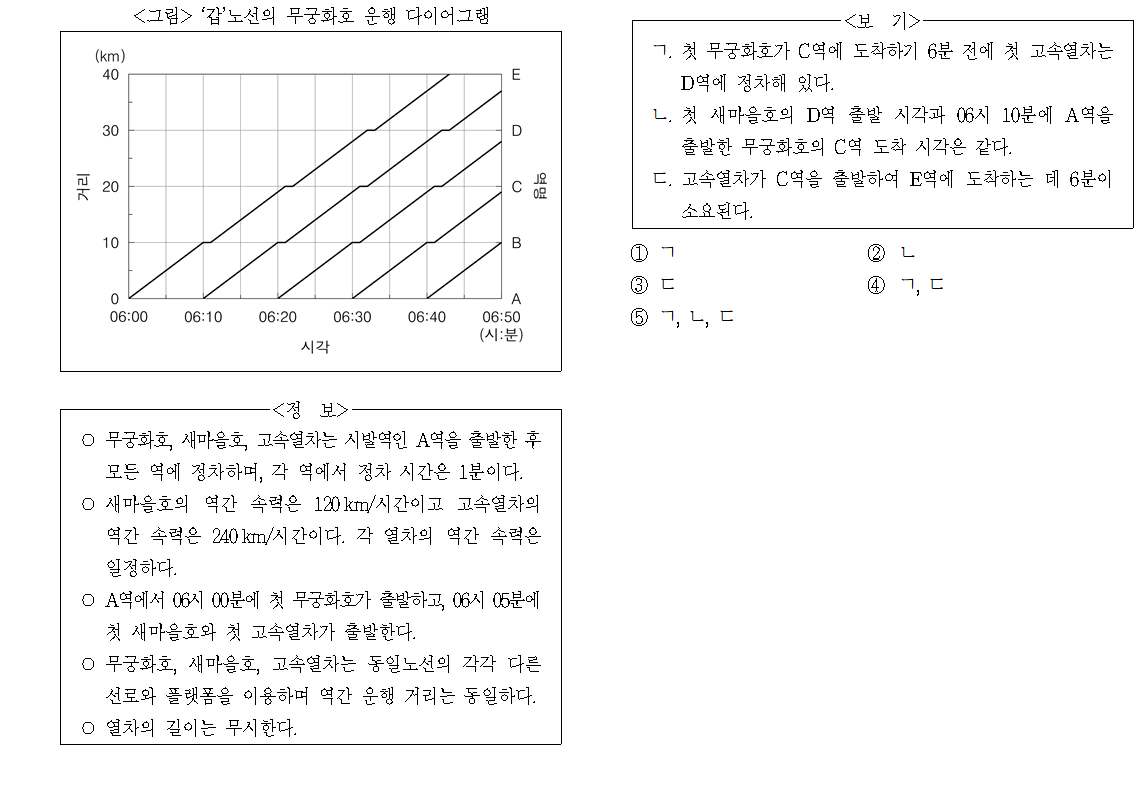 <그림> ‘갑’노선의 무궁화호 운행 다이어그램
(km)
40
30
20
10
0
거리
E
D
C
B
A
역명
06:00 06:10 06:20 06:30 06:40 06:50
(시:분)
시각
<정 보>
○ 무궁화호, 새마을호, 고속열차는 시발역인 A역을 출발한 후
모든 역에 정차하며, 각 역에서 정차 시간은 1분이다.
○ 새마을호의 역간 속력은 120 km/시간이고 고속열차의
역간 속력은 240 km/시간이다. 각 열차의 역간 속력은
일정하다.
○ A역에서 06시 00분에 첫 무궁화호가 출발하고, 06시 05분에
첫 새마을호와 첫 고속열차가 출발한다.
○ 무궁화호, 새마을호, 고속열차는 동일노선의 각각 다른
선로와 플랫폼을 이용하며 역간 운행 거리는 동일하다.
○ 열차의 길이는 무시한다.
<보 기>
ㄱ. 첫 무궁화호가 C역에 도착하기 6분 전에 첫 고속열차는
D역에 정차해 있다.
ㄴ. 첫 새마을호의 D역 출발 시각과 06시 10분에 A역을
출발한 무궁화호의 C역 도착 시각은 같다.
ㄷ. 고속열차가 C역을 출발하여 E역에 도착하는 데 6분이
소요된다.
① ㄱ ② ㄴ
③ ㄷ ④ ㄱ, ㄷ
⑤ ㄱ, ㄴ, ㄷ